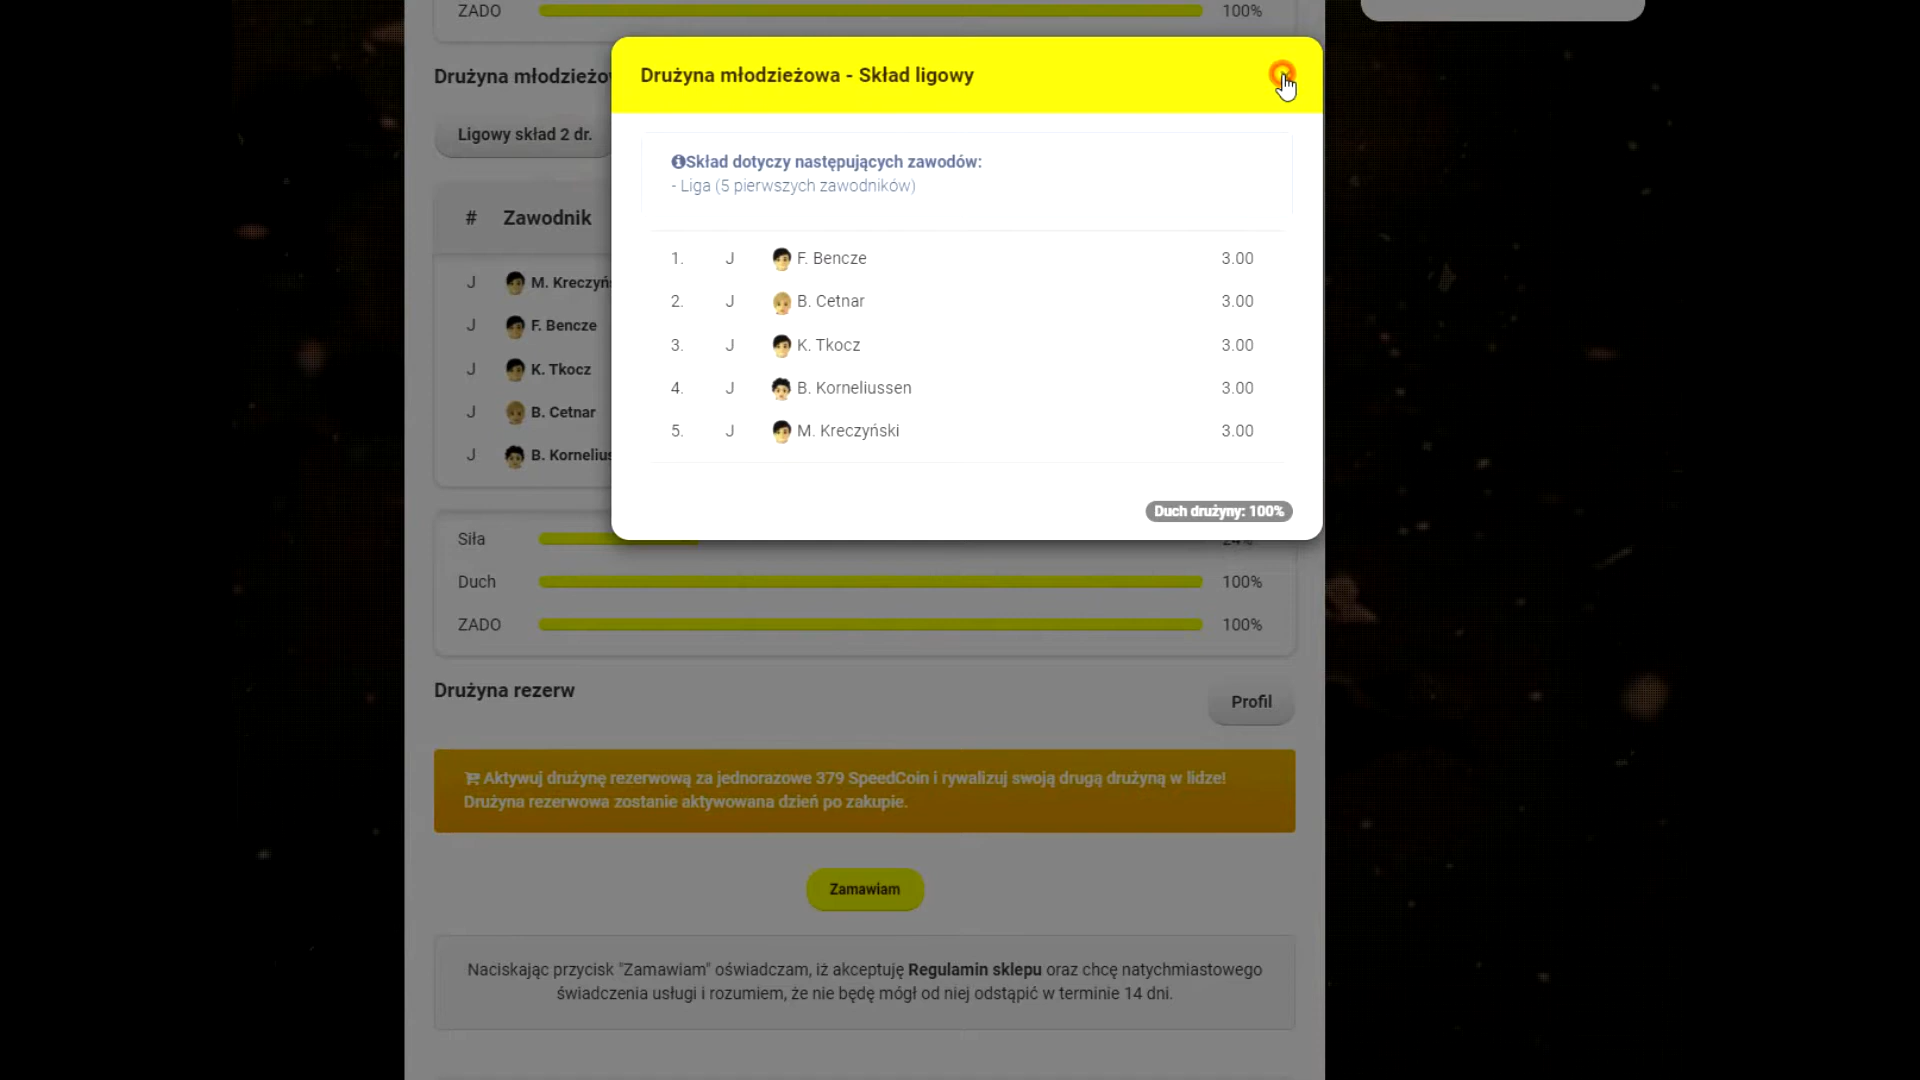 ZADO 100%
Drużyna młodzieżo
Ligowy skład 2 dr.
# Zawodnik
J M. Kreczyń
J F. Bencze
J K. Tkocz
J B. Cetnar
J B. Kornelius
Drużyna młodzieżowa - Skład ligowy
Skład dotyczy następujących zawodów:
- Liga (5 pierwszych zawodników)
1. J F. Bencze 3.00
2. J B. Cetnar 3.00
3. J K. Tkocz 3.00
4. J B. Korneliussen 3.00
5. J M. Kreczyński 3.00
Duch drużyny: 100%
Siła 24%
Duch 100%
ZADO 100%
Drużyna rezerw
Profil
Aktywuj drużynę rezerwową za jednorazowe 379 SpeedCoin i rywalizuj swoją drugą drużyną w lidze!
Drużyna rezerwowa zostanie aktywowana dzień po zakupie.
Zamawiam
Naciskając przycisk "Zamawiam" oświadczam, iż akceptuję Regulamin sklepu oraz chcę natychmiastowego
świadczenia usługi i rozumiem, że nie będę mógł od niej odstąpić w terminie 14 dni.